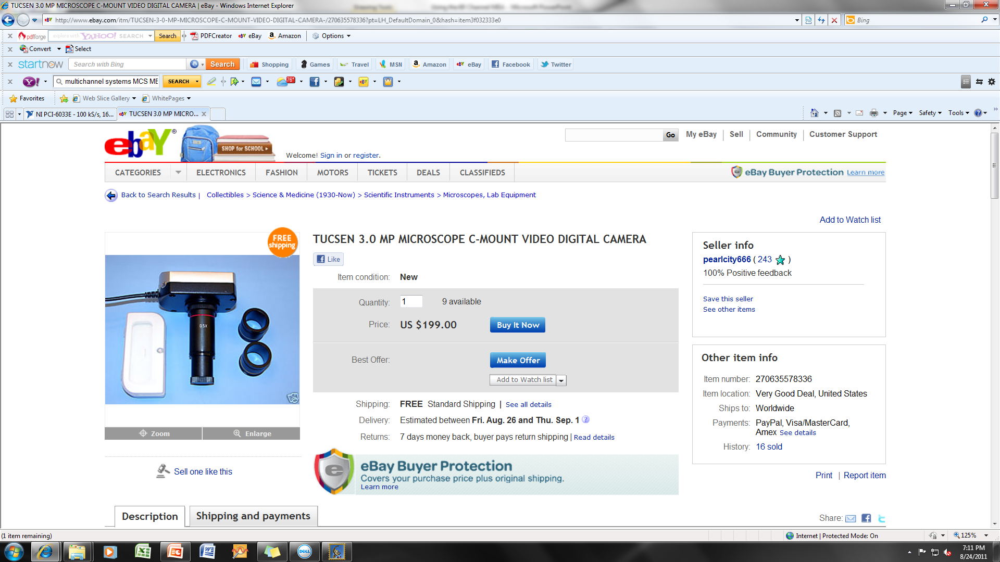 TUCSEN 3.0 MP MICROSCOPE C-MOUNT VIDEO DIGITAL CAMERA | eBay - Windows Internet Explorer
http://www.ebay.com/itm/TUCSEN-3-0-MP-MICROSCOPE-C-MOUNT-VIDEO-DIGITAL-CAMERA-/270635578336?pt=LH_DefaultDomain_0&hash=item3f032333e0
Bing
pdfforge explore with YAHOO! SEARCH Search PDFCreator eBay Amazon Options
Convert Select
startnow Search with Bing Search Shopping Games Travel MSN Amazon eBay Facebook Twitter
multichannel systems MCS ME SEARCH 76°
Favorites Web Slice Gallery WhitePages
NI PCI-6033E - 100 kS/s, 16... TUCSEN 3.0 MP MICRO... Page Safety Tools
ebay® SHOP for SCHOOL
Welcome! Sign in or register.
Go My eBay Sell Community Customer Support
CATEGORIES ELECTRONICS FASHION MOTORS TICKETS DEALS CLASSIFIEDS eBay Buyer Protection Learn more
Back to Search Results | Collectibles > Science & Medicine (1930-Now) > Scientific Instruments > Microscopes, Lab Equipment
Add to Watch list
FREE shipping
0.5X
Zoom Enlarge
Sell one like this
TUCSEN 3.0 MP MICROSCOPE C-MOUNT VIDEO DIGITAL CAMERA
Like
Item condition: New
Quantity: 1 9 available
Price: US $199.00 Buy It Now
Best Offer: Make Offer
Add to Watch list
Shipping: FREE Standard Shipping | See all details
Delivery: Estimated between Fri. Aug. 26 and Thu. Sep. 1 ?
Returns: 7 days money back, buyer pays return shipping | Read details
eBay Buyer Protection
Covers your purchase price plus original shipping.
Learn more
Seller info
pearlcity666 ( 243 )
100% Positive feedback
Save this seller
See other items
Other item info
Item number: 270635578336
Item location: Very Good Deal, United States
Ships to: Worldwide
Payments: PayPal, Visa/MasterCard,
Amex See details
History: 16 sold
Print | Report item
Description Shipping and payments
Share:
(1 item remaining) Internet | Protected Mode: On 125%
DELL
7:11 PM
8/24/2011